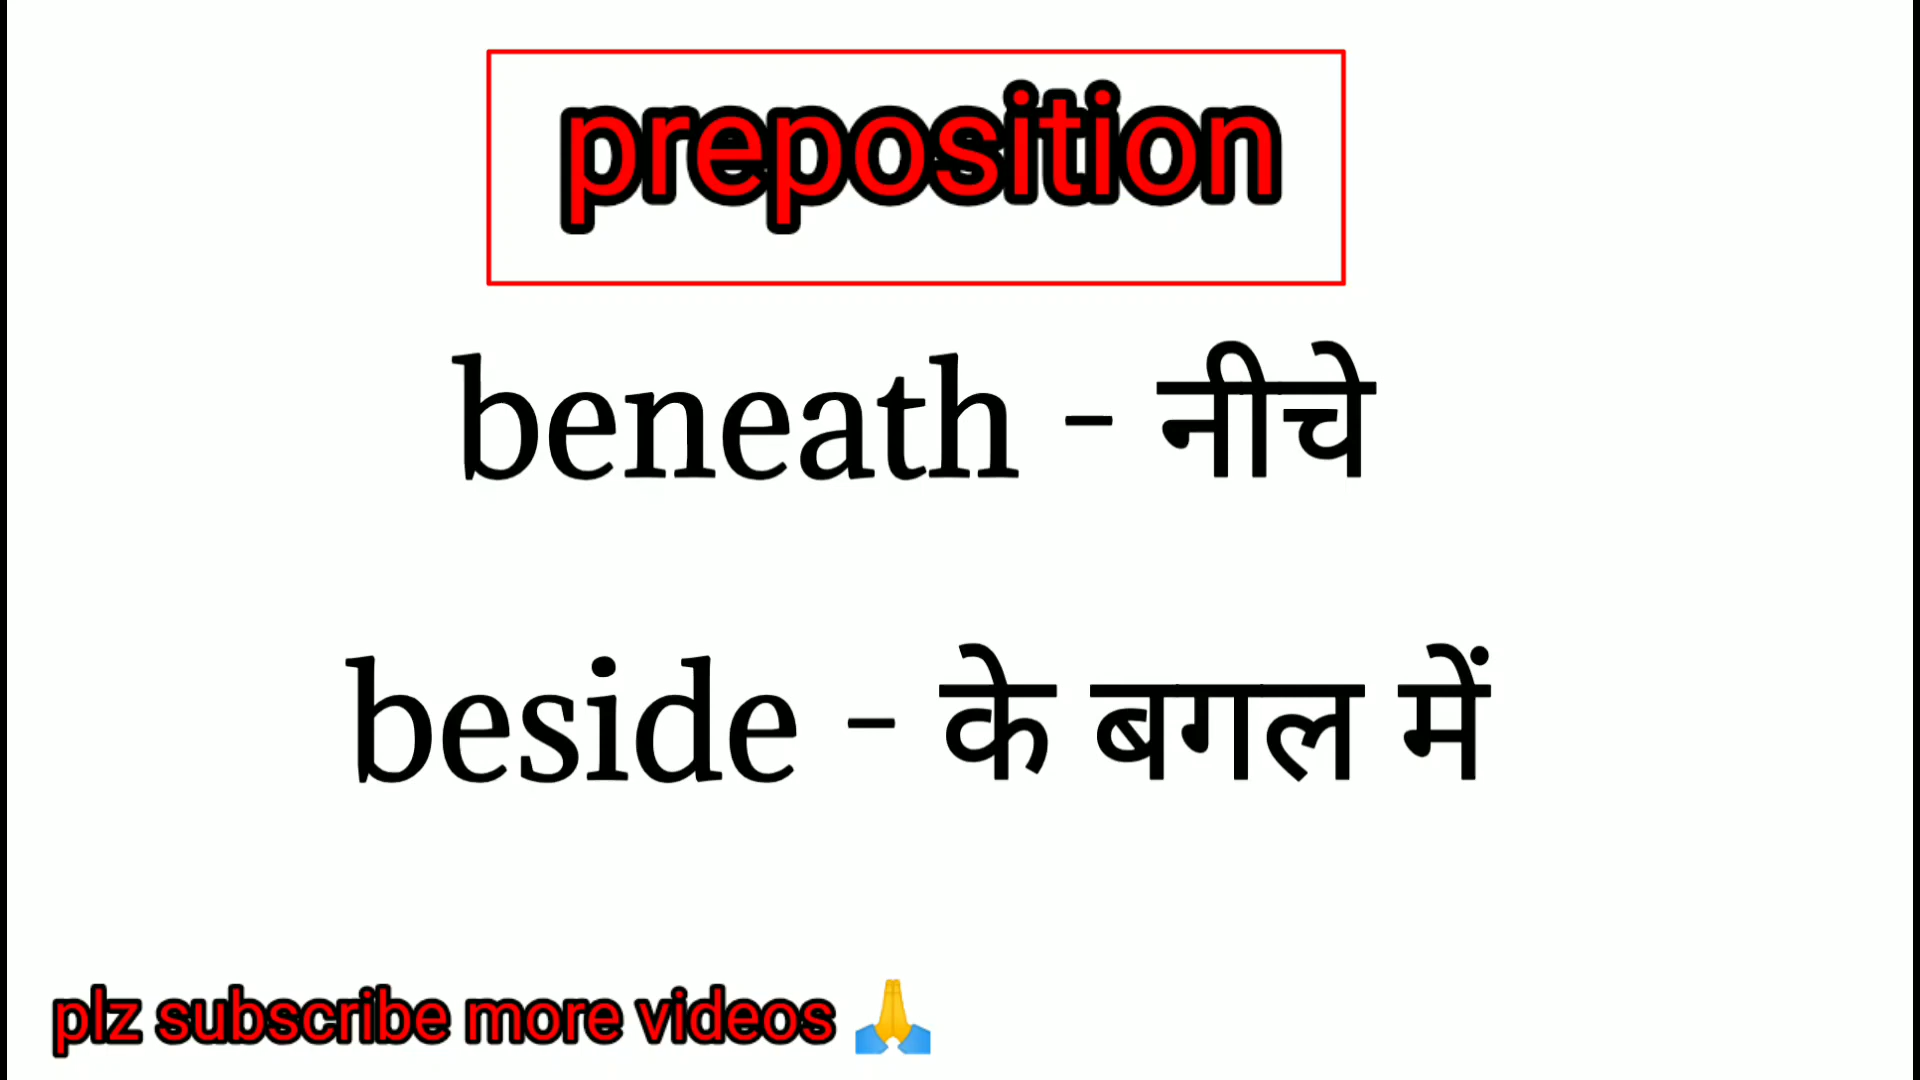 preposition
beneath - नीचे
beside - के बगल में
plz subscribe more videos 🙏